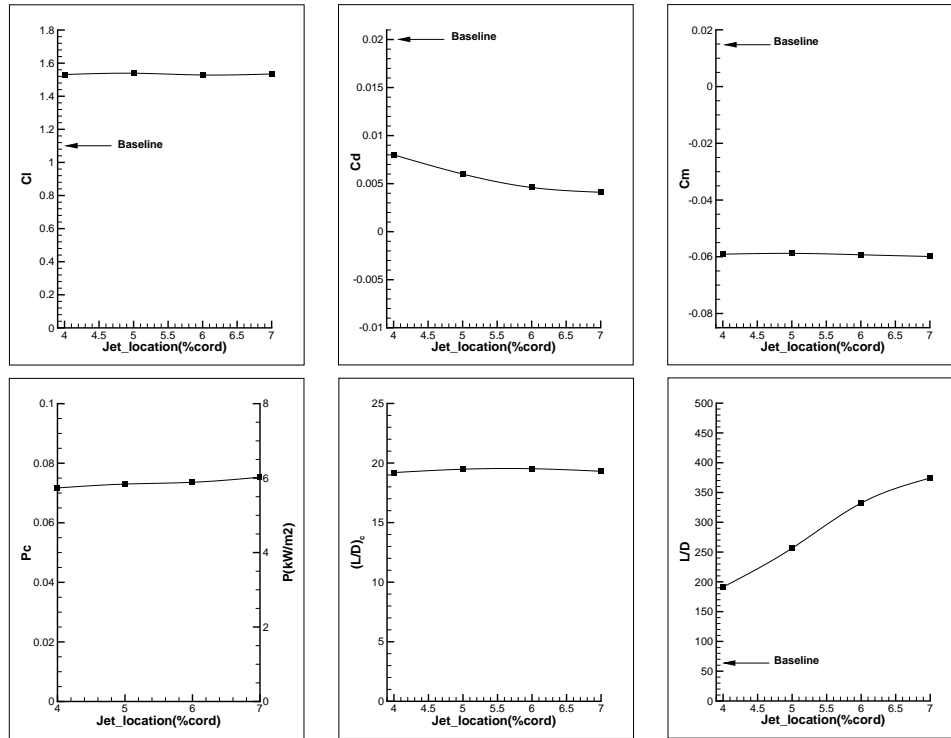 1.8
1.6
1.4
1.2
1
0.8
0.6
0.4
0.2
0
Cl
Baseline
4 4.5 5 5.5 6 6.5 7
Jet_location(%cord)
0.02
0.015
0.01
0.005
0
-0.005
-0.01
Cd
Baseline
4 4.5 5 5.5 6 6.5 7
Jet_location(%cord)
0.02
0
-0.02
-0.04
-0.06
-0.08
Cm
Baseline
4 4.5 5 5.5 6 6.5 7
Jet_location(%cord)
0.1
0.08
0.06
0.04
0.02
0
Pc
8
6
4
2
0
P(kW/m2)
4 5 6 7
Jet_location(%cord)
25
20
15
10
5
0
(L/D)c
4 4.5 5 5.5 6 6.5 7
Jet_location(%cord)
500
450
400
350
300
250
200
150
100
50
0
L/D
Baseline
4 4.5 5 5.5 6 6.5 7
Jet_location(%cord)